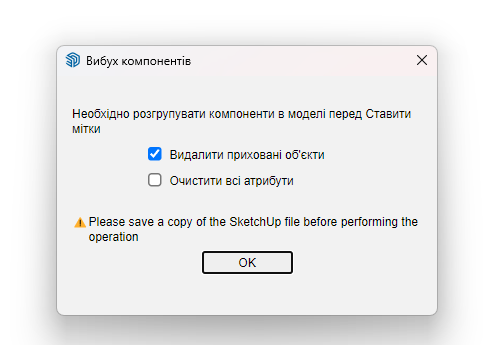 Вибух компонентів
Необхідно розгрупувати компоненти в моделі перед Ставити
мітки
Видалити приховані об'єкти
Очистити всі атрибути
Please save a copy of the SketchUp file before performing the
operation
OK